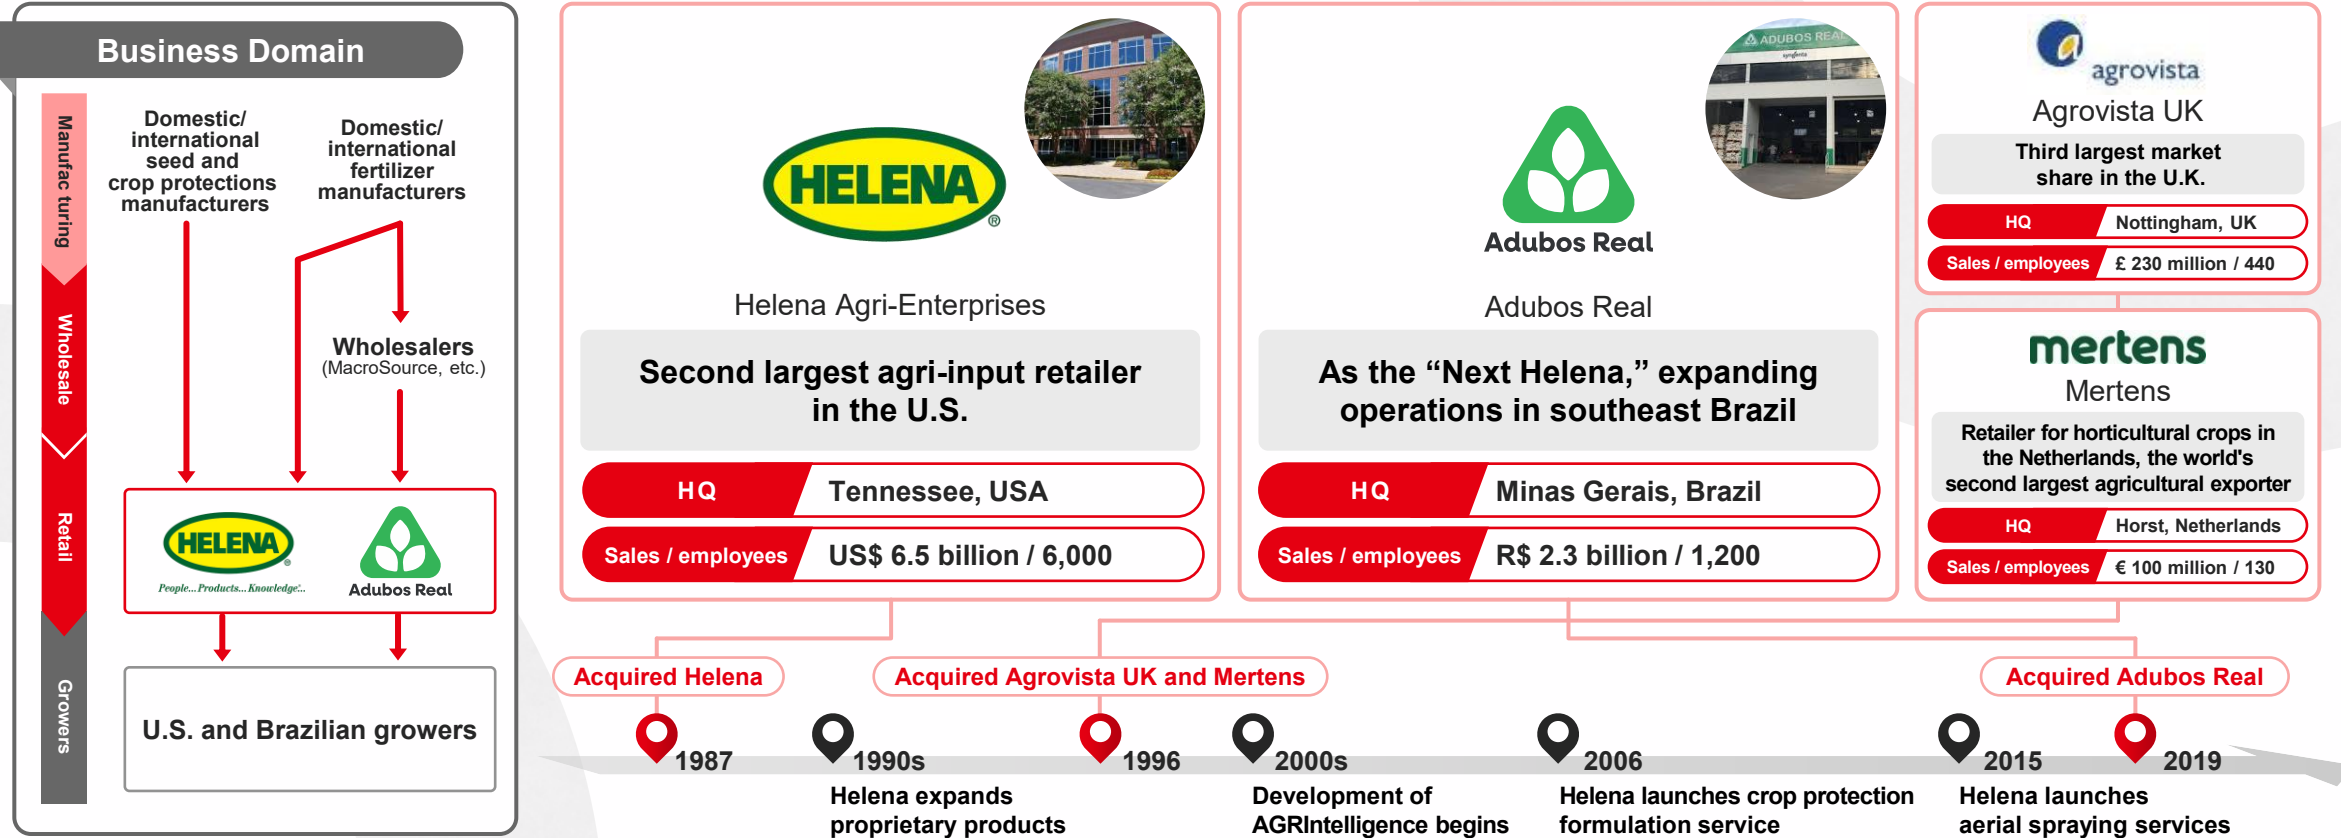 Business Domain
Manufac turing
Wholesale
Retail
Growers
Domestic/
international
seed and
crop protections
manufacturers
Domestic/
international
fertilizer
manufacturers
Wholesalers
(MacroSource, etc.)
HELENA
®
People...Products...Knowledge
Adubos Real
U.S. and Brazilian growers
HELENA
®
Helena Agri-Enterprises
Second largest agri-input retailer
in the U.S.
HQ
Tennessee, USA
Sales / employees
US$ 6.5 billion / 6,000
ADUBOS REAL
syngenta
Adubos Real
Adubos Real
As the “Next Helena,” expanding
operations in southeast Brazil
HQ
Minas Gerais, Brazil
Sales / employees
R$ 2.3 billion / 1,200
agrovista
Agrovista UK
Third largest market
share in the U.K.
HQ
Nottingham, UK
Sales / employees
£ 230 million / 440
mertens
Mertens
Retailer for horticultural crops in
the Netherlands, the world's
second largest agricultural exporter
HQ
Horst, Netherlands
Sales / employees
€ 100 million / 130
Acquired Helena
Acquired Agrovista UK and Mertens
Acquired Adubos Real
1987
1990s
Helena expands
proprietary products
1996
2000s
Development of
AGRIntelligence begins
2006
Helena launches crop protection
formulation service
2015
Helena launches
aerial spraying services
2019